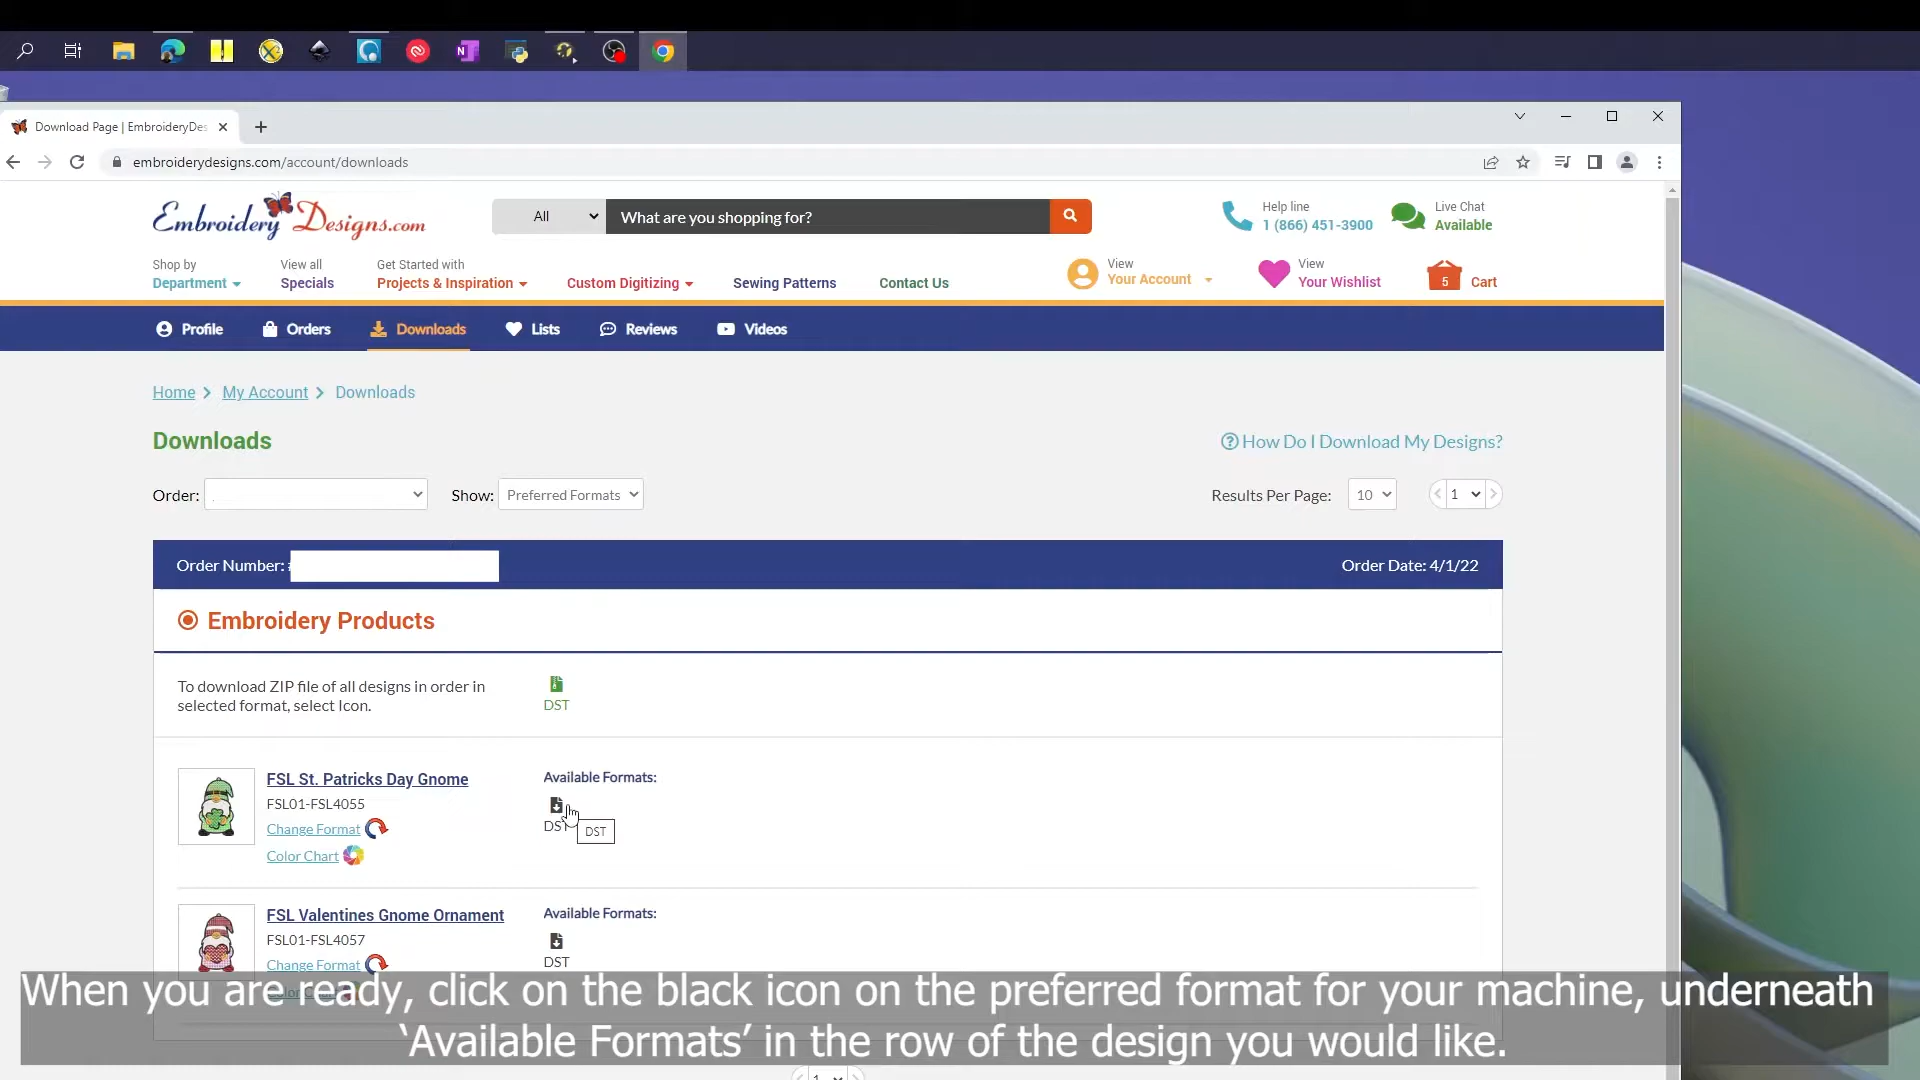 Download Page | EmbroideryDes
embroiderydesigns.com/account/downloads
Embroidery Designs.com
All
What are you shopping for?
Help line
1 (866) 451-3900
Live Chat
Available
Shop by
Department
View all
Specials
Get Started with
Projects & Inspiration
Custom Digitizing
Sewing Patterns
Contact Us
View
Your Account
View
Your Wishlist
5
Cart
Profile
Orders
Downloads
Lists
Reviews
Videos
Home > My Account > Downloads
Downloads
How Do I Download My Designs?
Order:
Show: Preferred Formats
Results Per Page: 10
1
Order Number:
Order Date: 4/1/22
Embroidery Products
To download ZIP file of all designs in order in
selected format, select Icon.
DST
FSL St. Patricks Day Gnome
FSL01-FSL4055
Change Format
Color Chart
Available Formats:
DST
DST
FSL Valentines Gnome Ornament
FSL01-FSL4057
Change Format
Available Formats:
DST
When you are ready, click on the black icon on the preferred format for your machine, underneath
‘Available Formats’ in the row of the design you would like.
1